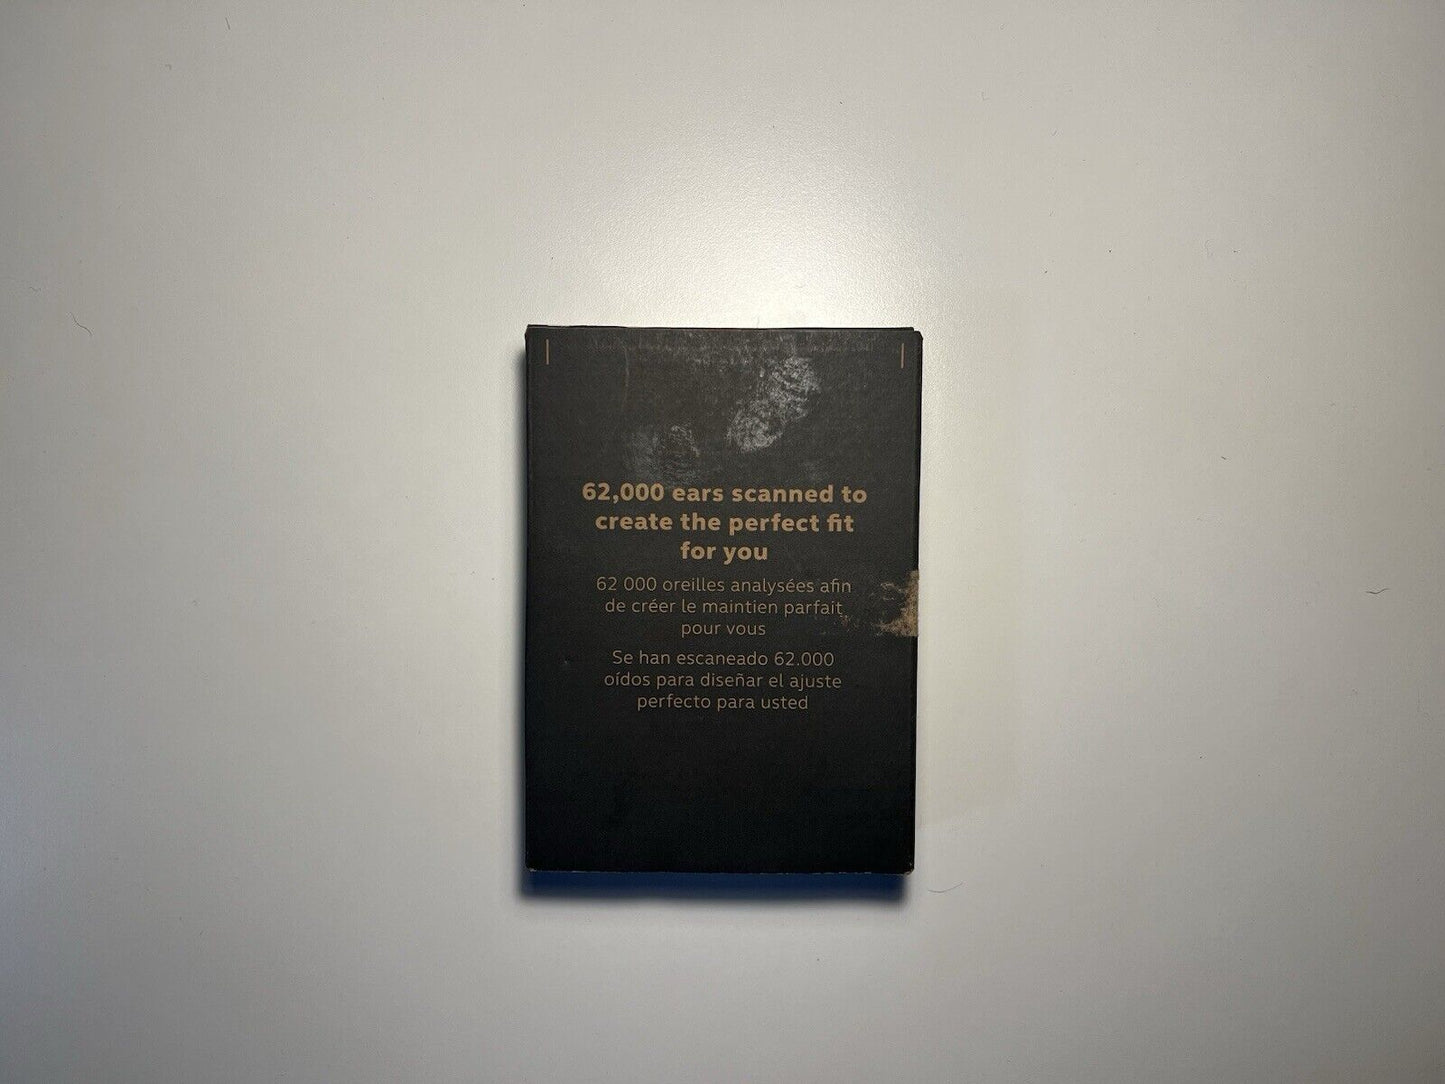 62,000 ears scanned to
create the perfect fit
for you
62 000 oreilles analysées afin
de créer le maintien parfait
pour vous
Se han escaneado 62.000
oídos para diseñar el ajuste
perfecto para usted